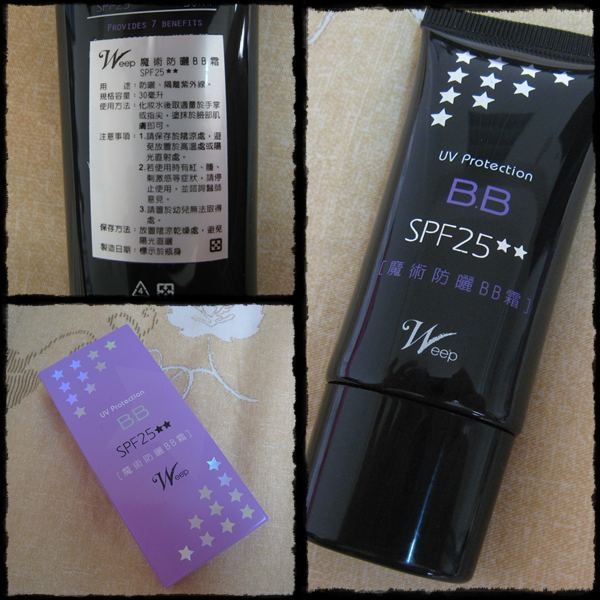 SPF25
PROVIDES 7 BENEFITS
Weep 魔術防曬BB霜
SPF25★★
用　　途：防曬、隔離紫外線。
規格容量：30毫升
使用方法：化妝水後取適量於手掌
或指尖，塗抹於臉部肌
膚即可。
注意事項：1.請保存於陰涼處，避
免放置於高溫處或陽
光直射處。
2.若使用時有紅、腫、
刺激感等症狀，請停
止使用，並諮詢醫師
意見。
3.請置於幼兒無法取得
處。
保存方法：放置陰涼乾燥處，避免
陽光直曬
製造日期：標示於瓶身
4
UV Protection
BB
SPF25★★
[魔術防曬BB霜]
Weep
UV Protection
BB
SPF25★★
[魔術防曬BB霜]
Weep